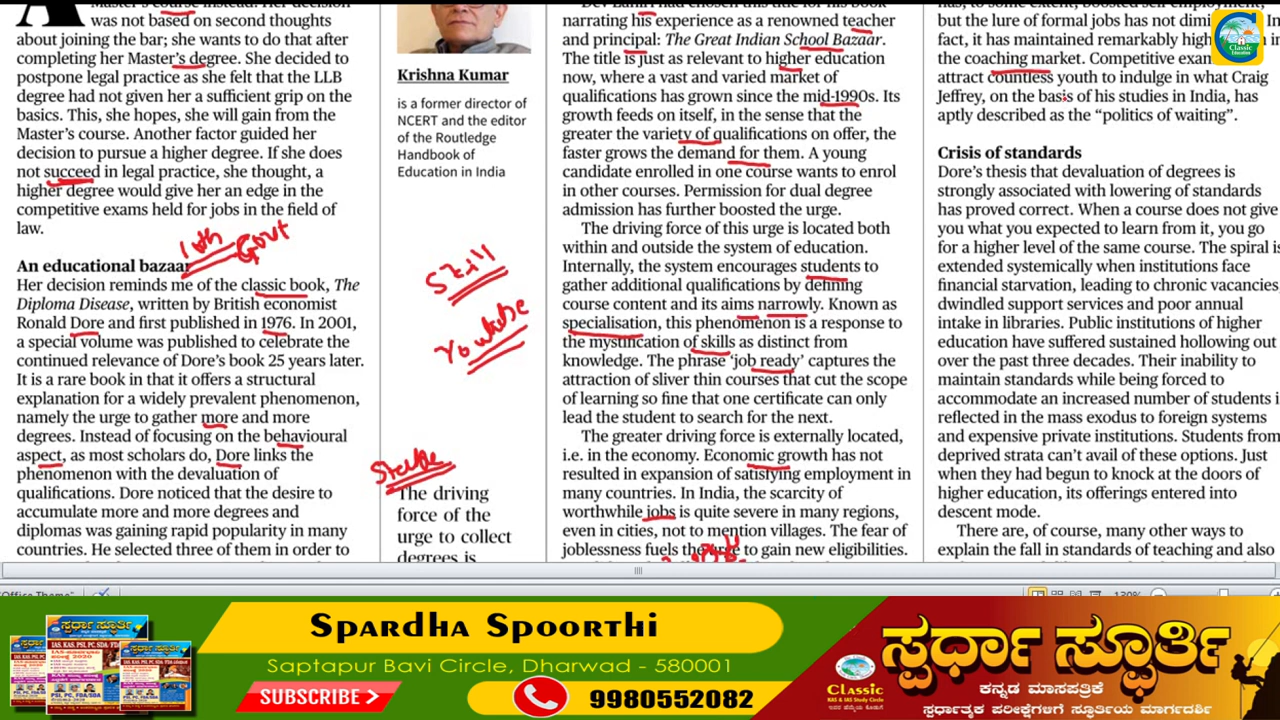 Master's course instead. Her decision
was not based on second thoughts
about joining the bar; she wants to do that after
completing her Master's degree. She decided to
postpone legal practice as she felt that the LLB
degree had not given her a sufficient grip on the
basics. This, she hopes, she will gain from the
Master's course. Another factor guided her
decision to pursue a higher degree. If she does
not succeed in legal practice, she thought, a
higher degree would give her an edge in the
competitive exams held for jobs in the field of
law.
10th Govt
An educational bazaar
Her decision reminds me of the classic book, The
Diploma Disease, written by British economist
Ronald Dore and first published in 1976. In 2001,
a special volume was published to celebrate the
continued relevance of Dore's book 25 years later.
It is a rare book in that it offers a structural
explanation for a widely prevalent phenomenon,
namely the urge to gather more and more
degrees. Instead of focusing on the behavioural
aspect, as most scholars do, Dore links the
phenomenon with the devaluation of
qualifications. Dore noticed that the desire to
accumulate more and more degrees and
diplomas was gaining rapid popularity in many
countries. He selected three of them in order to
Krishna Kumar
is a former director of
NCERT and the editor
of the Routledge
Handbook of
Education in India
Skill
Youtube
The driving
force of the
urge to collect
degrees is
narrating his experience as a renowned teacher
and principal: The Great Indian School Bazaar.
The title is just as relevant to higher education
now, where a vast and varied market of
qualifications has grown since the mid-1990s. Its
growth feeds on itself, in the sense that the
greater the variety of qualifications on offer, the
faster grows the demand for them. A young
candidate enrolled in one course wants to enrol
in other courses. Permission for dual degree
admission has further boosted the urge.
The driving force of this urge is located both
within and outside the system of education.
Internally, the system encourages students to
gather additional qualifications by defining
course content and its aims narrowly. Known as
specialisation, this phenomenon is a response to
the mystification of skills as distinct from
knowledge. The phrase 'job ready' captures the
attraction of sliver thin courses that cut the scope
of learning so fine that one certificate can only
lead the student to search for the next.
The greater driving force is externally located,
i.e. in the economy. Economic growth has not
resulted in expansion of satisfying employment in
many countries. In India, the scarcity of
worthwhile jobs is quite severe in many regions,
even in cities, not to mention villages. The fear of
joblessness fuels the urge to gain new eligibilities.
but the lure of formal jobs has not
fact, it has maintained remarkably high in
the coaching market. Competitive
attract countless youth to indulge in what Craig
Jeffrey, on the basis of his studies in India, has
aptly described as the “politics of waiting”.
Crisis of standards
Dore's thesis that devaluation of degrees is
strongly associated with lowering of standards
has proved correct. When a course does not give
you what you expected to learn from it, you go
for a higher level of the same course. The spiral is
extended systemically when institutions face
financial starvation, leading to chronic vacancies,
dwindled support services and poor annual
intake in libraries. Public institutions of higher
education have suffered sustained hollowing out
over the past three decades. Their inability to
maintain standards while being forced to
accommodate an increased number of students
reflected in the mass exodus to foreign systems
and expensive private institutions. Students from
deprived strata can't avail of these options. Just
when they had begun to knock at the doors of
higher education, its offerings entered into
descent mode.
There are, of course, many other ways to
explain the fall in standards of teaching and also
Classic
Education
"Office Theme"
130%
ಸ್ಪರ್ಧಾ ಸ್ಫೂರ್ತಿ
Spardha Spoorthi
Saptapur Bavi Circle Dharwad - 580001
SUBSCRIBE
9980552082
Classic
KAS & IAS Study Circle
ಸ್ಪರ್ಧಾ ಸ್ಫೂರ್ತಿ
ಕನ್ನಡ ಮಾಸಪತ್ರಿಕೆ
ಸ್ಪರ್ಧಾತ್ಮಕ ಪರೀಕ್ಷೆಗಳಿಗೆ ಸ್ಫೂರ್ತಿಯ ಮಾರ್ಗದರ್ಶಿ